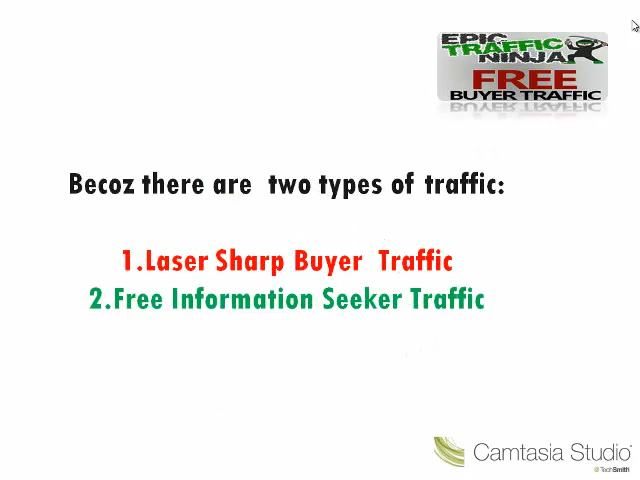 EPIC
TRAFFIC
NINJA
FREE
BUYER TRAFFIC
Becoz there are two types of traffic:
1.Laser Sharp Buyer Traffic
2.Free Information Seeker Traffic
Camtasia Studio
TechSmith